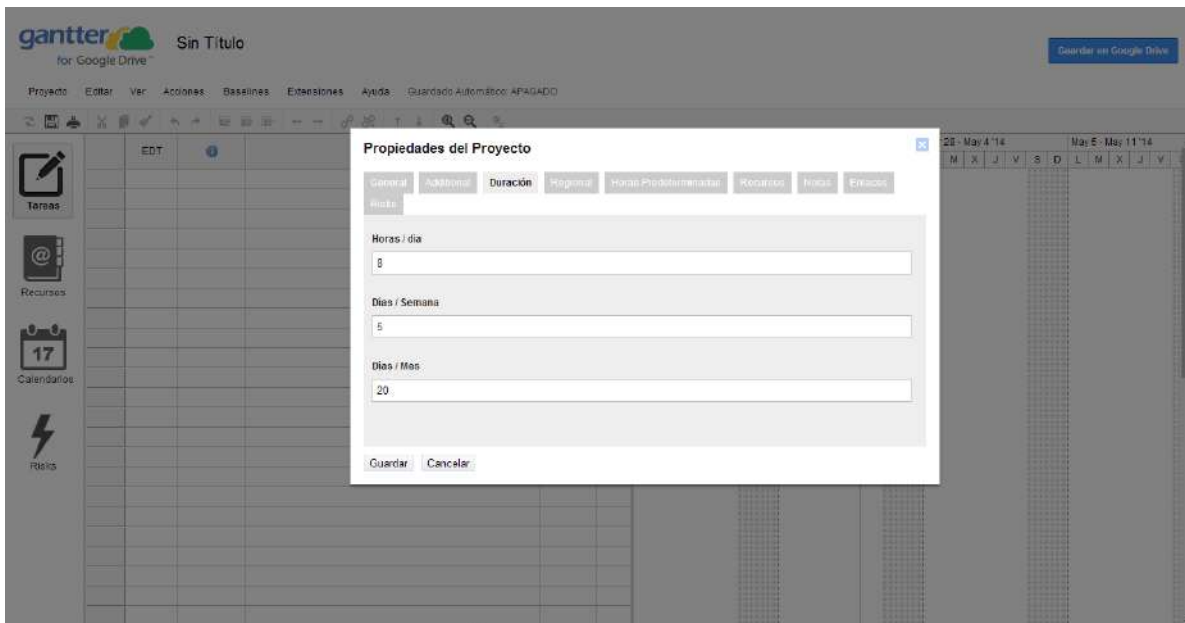 gantter
for Google Drive™
Sin Título
Guardar en Google Drive
Proyecto Editar Ver Acciones Baselines Extensiones Ayuda Guardado Automático: APAGADO
EDT
Propiedades del Proyecto
28 - May 4 '14 May 5 - May 11 '14
M X J V S D L M X J V
General Additional Duración Regional Horas Predeterminadas Recursos Notas Enlaces
Risks
Tareas
Horas / dia
8
Recursos
Dias / Semana
5
17
Calendarios
Dias / Mes
20
Risks
Guardar Cancelar